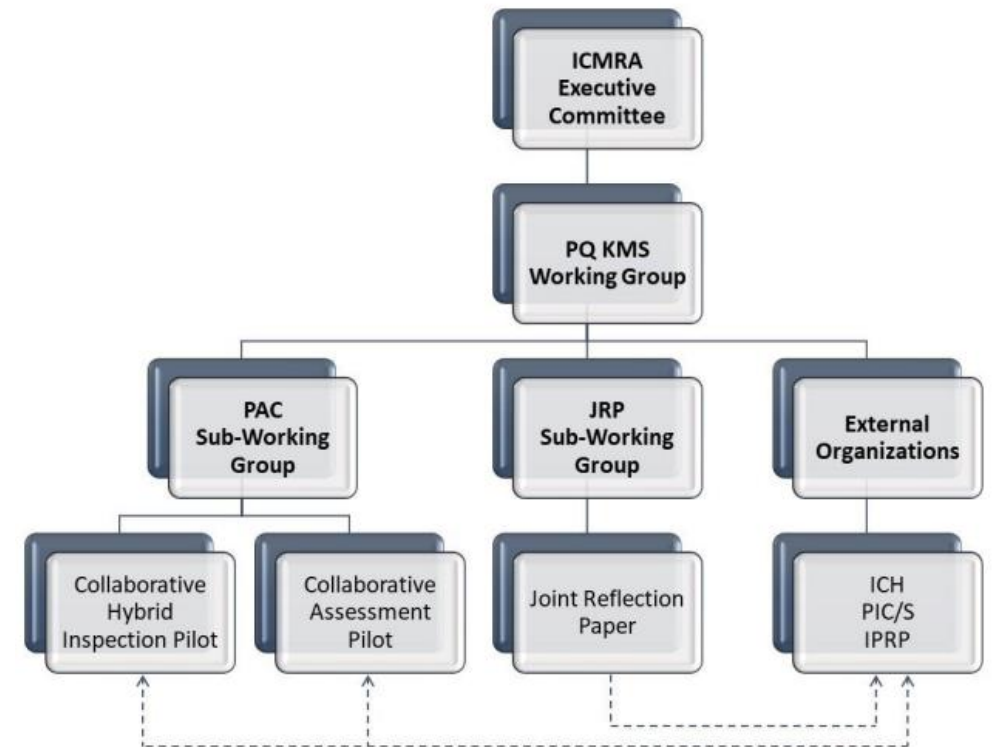 ICMRA
Executive
Committee
PQ KMS
Working Group
PAC
Sub-Working
Group
JRP
Sub-Working
Group
External
Organizations
Collaborative
Hybrid
Inspection Pilot
Collaborative
Assessment
Pilot
Joint Reflection
Paper
ICH
PIC/S
IPRP